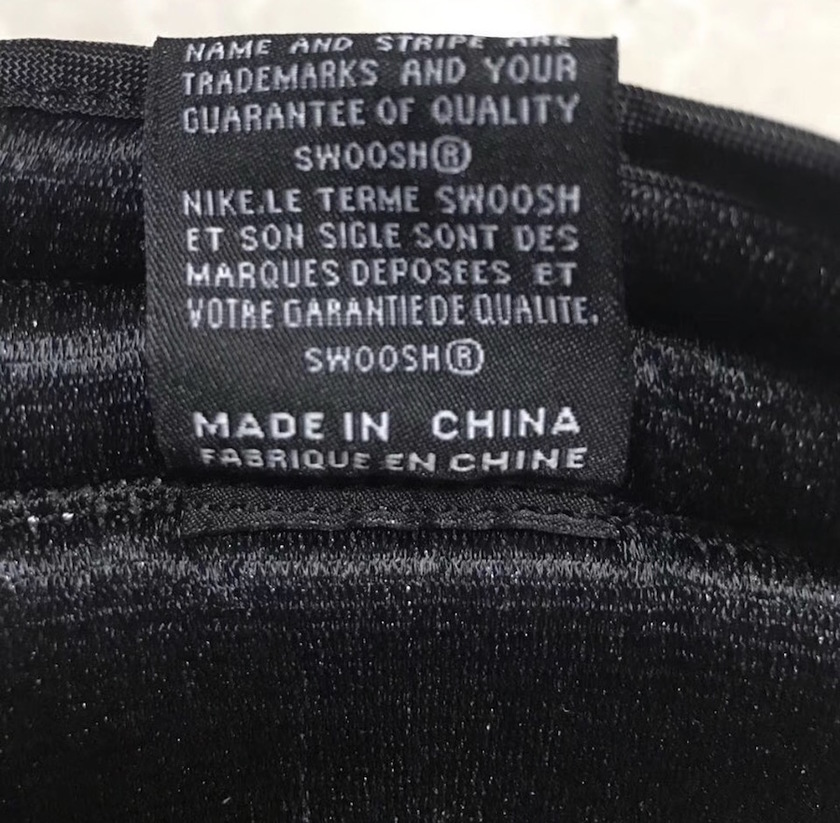 NAME AND STRIPE ARE
TRADEMARKS AND YOUR
GUARANTEE OF QUALITY
SWOOSH®
NIKE.LE TERME SWOOSH
ET SON SIGLE SONT DES
MARQUES DEPOSEES ET
VOTRE GARANTIE DE QUALITE.
SWOOSH®
MADE IN CHINA
FABRIQUE EN CHINE